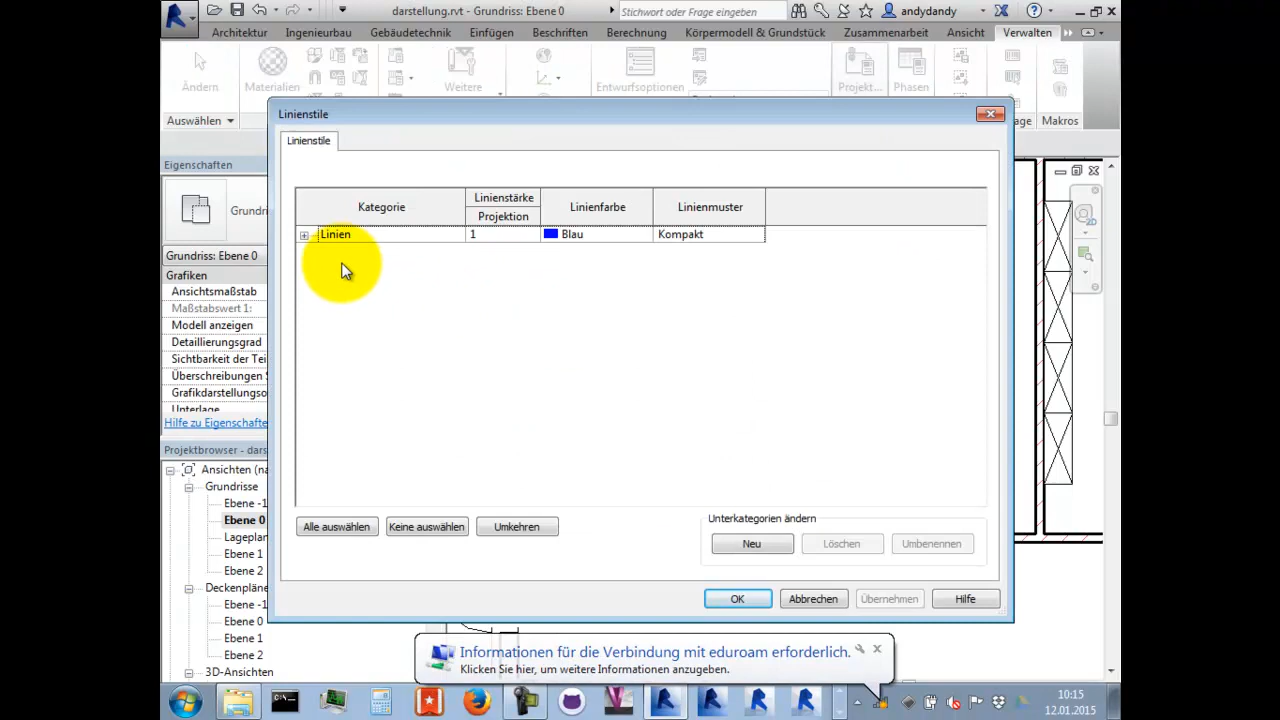 darstellung.rvt - Grundriss: Ebene 0
Stichwort oder Frage eingeben
andydandy
Architektur
Ingenieurbau
Gebäudetechnik
Einfügen
Beschriften
Berechnung
Körpermodell & Grundstück
Zusammenarbeit
Ansicht
Verwalten
Ändern
Materialien
Weitere
Entwurfsoptionen
Projekt...
Phasen
Auswählen
age
Makros
Linienstile
Linienstile
Kategorie
Linienstärke
Projektion
Linienfarbe
Linienmuster
Linien
1
Blau
Kompakt
Alle auswählen
Keine auswählen
Umkehren
Unterkategorien ändern
Neu
Löschen
Umbenennen
OK
Abbrechen
Übernehmen
Hilfe
Eigenschaften
Grundri
Grundriss: Ebene 0
Grafiken
Ansichtsmaßstab
Maßstabswert 1:
Modell anzeigen
Detaillierungsgrad
Sichtbarkeit der Tei
Überschreibungen S
Grafikdarstellungso
Unterlage
Hilfe zu Eigenschafte
Projektbrowser - dars
Ansichten (na
Grundrisse
Ebene -1
Ebene 0
Lageplan
Ebene 1
Ebene 2
Deckenpläne
Ebene -1
Ebene 0
Ebene 1
Ebene 2
3D-Ansichten
2D
Informationen für die Verbindung mit eduroam erforderlich.
Klicken Sie hier, um weitere Informationen anzugeben.
10:15
12.01.2015